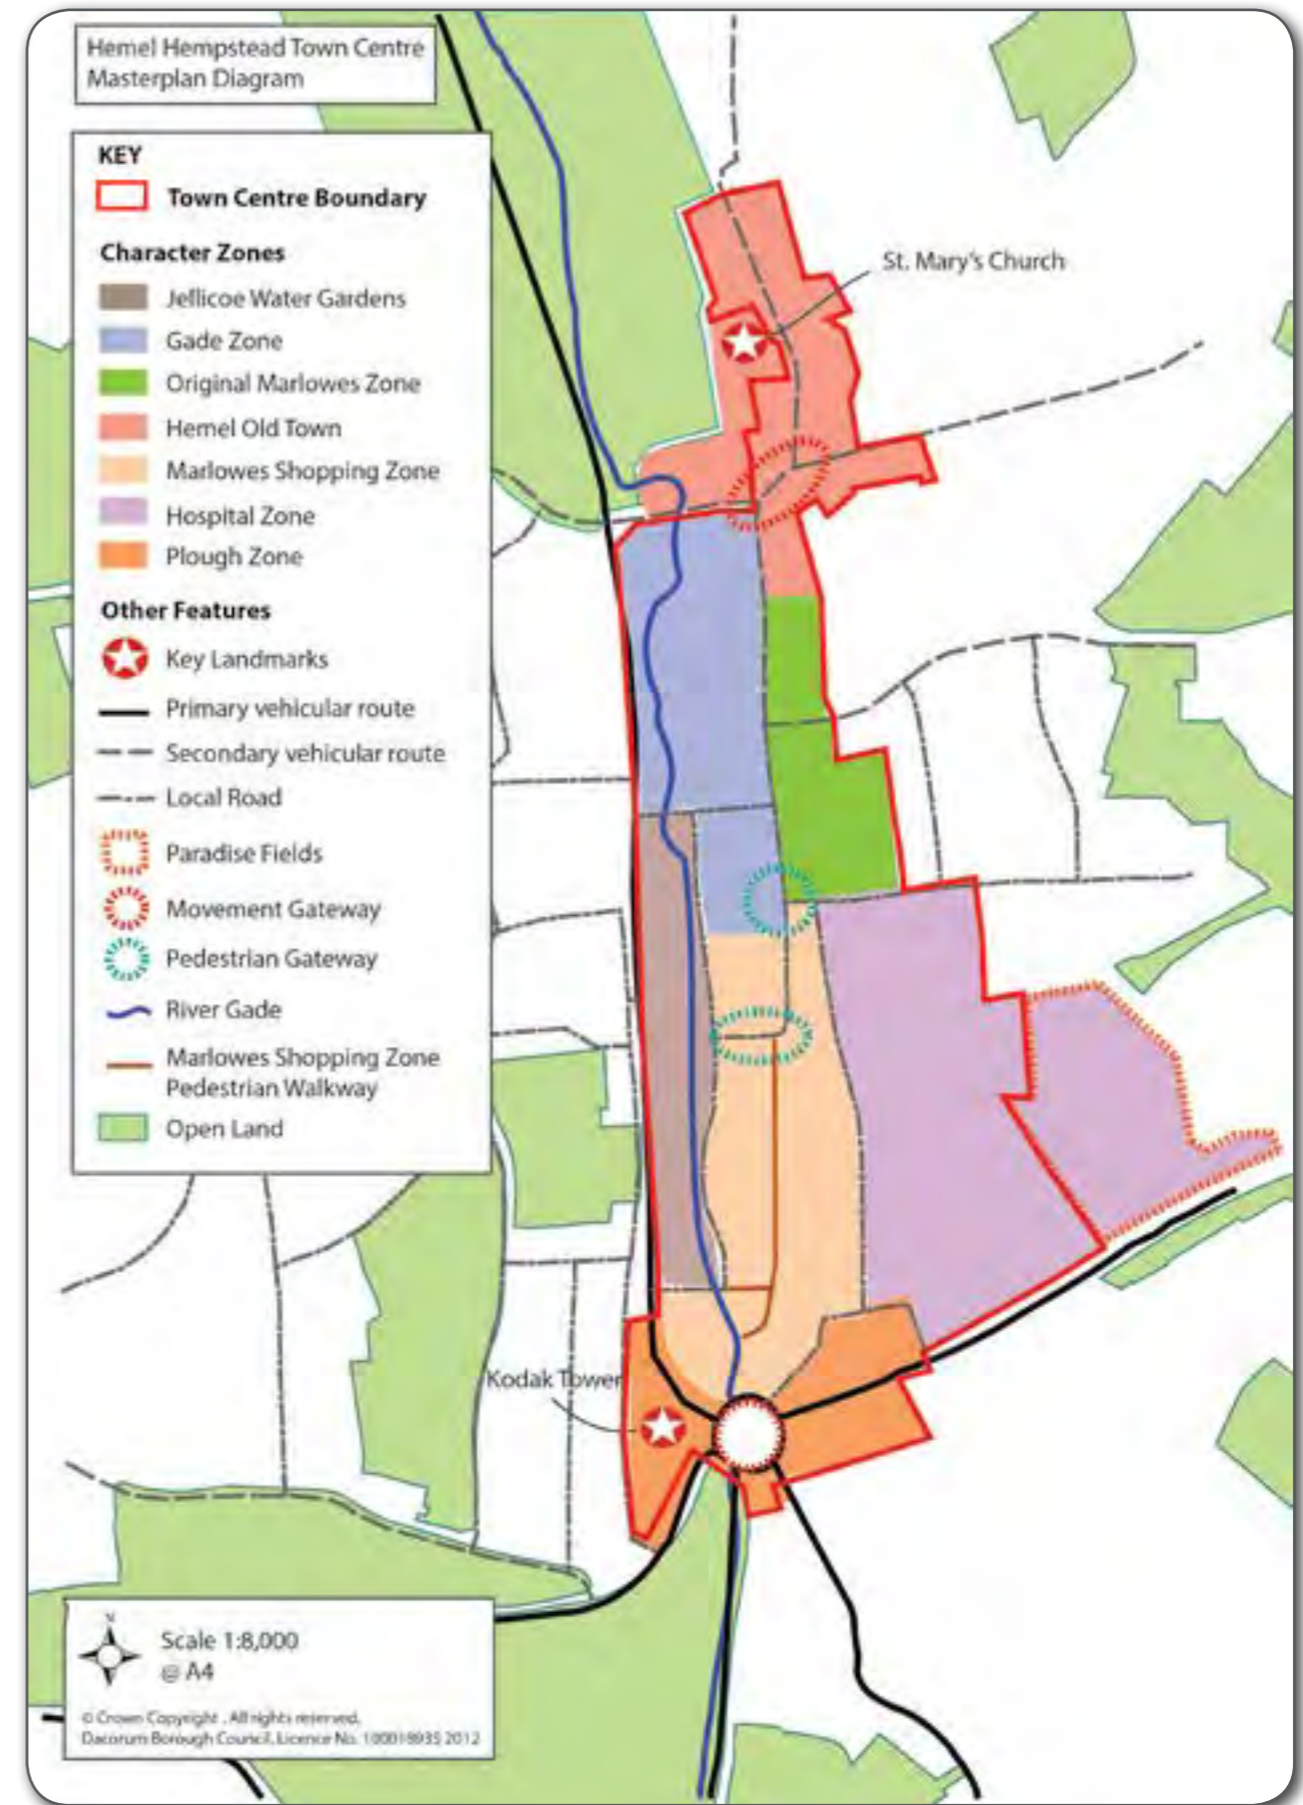 Hemel Hempstead Town Centre
Masterplan Diagram
KEY
Town Centre Boundary
Character Zones
Jellicoe Water Gardens
Gade Zone
Original Marlowes Zone
Hemel Old Town
Marlowes Shopping Zone
Hospital Zone
Plough Zone
Other Features
Key Landmarks
Primary vehicular route
Secondary vehicular route
Local Road
Paradise Fields
Movement Gateway
Pedestrian Gateway
River Gade
Marlowes Shopping Zone
Pedestrian Walkway
Open Land
St. Mary's Church
Kodak Tower
N
Scale 1:8,000
@ A4
© Crown Copyright . All rights reserved.
Dacorum Borough Council, Licence No. 100018935 2012